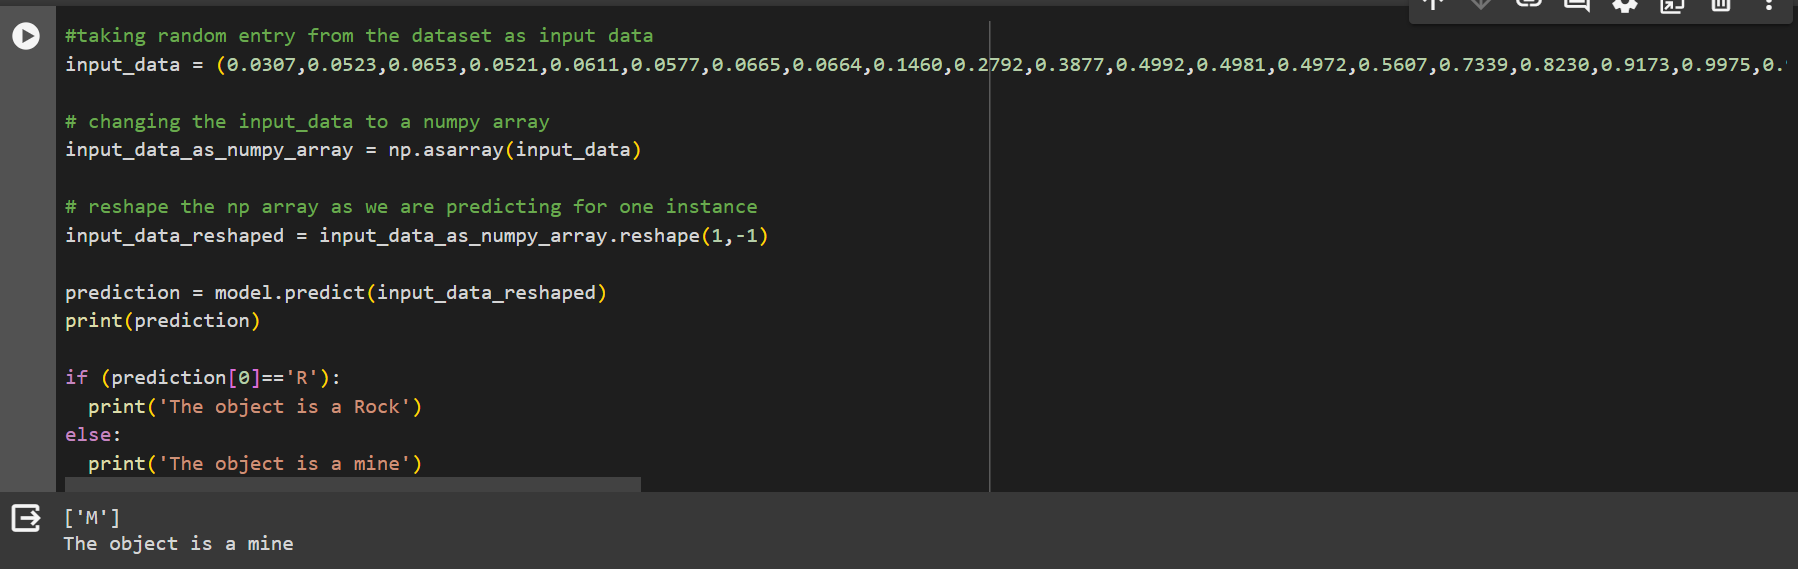 #taking random entry from the dataset as input data
input_data = (0.0307,0.0523,0.0653,0.0521,0.0611,0.0577,0.0665,0.0664,0.1460,0.2792,0.3877,0.4992,0.4981,0.4972,0.5607,0.7339,0.8230,0.9173,0.9975,0.
# changing the input_data to a numpy array
input_data_as_numpy_array = np.asarray(input_data)
# reshape the np array as we are predicting for one instance
input_data_reshaped = input_data_as_numpy_array.reshape(1,-1)
prediction = model.predict(input_data_reshaped)
print(prediction)
if (prediction[0]=='R'):
  print('The object is a Rock')
else:
  print('The object is a mine')
['M']
The object is a mine